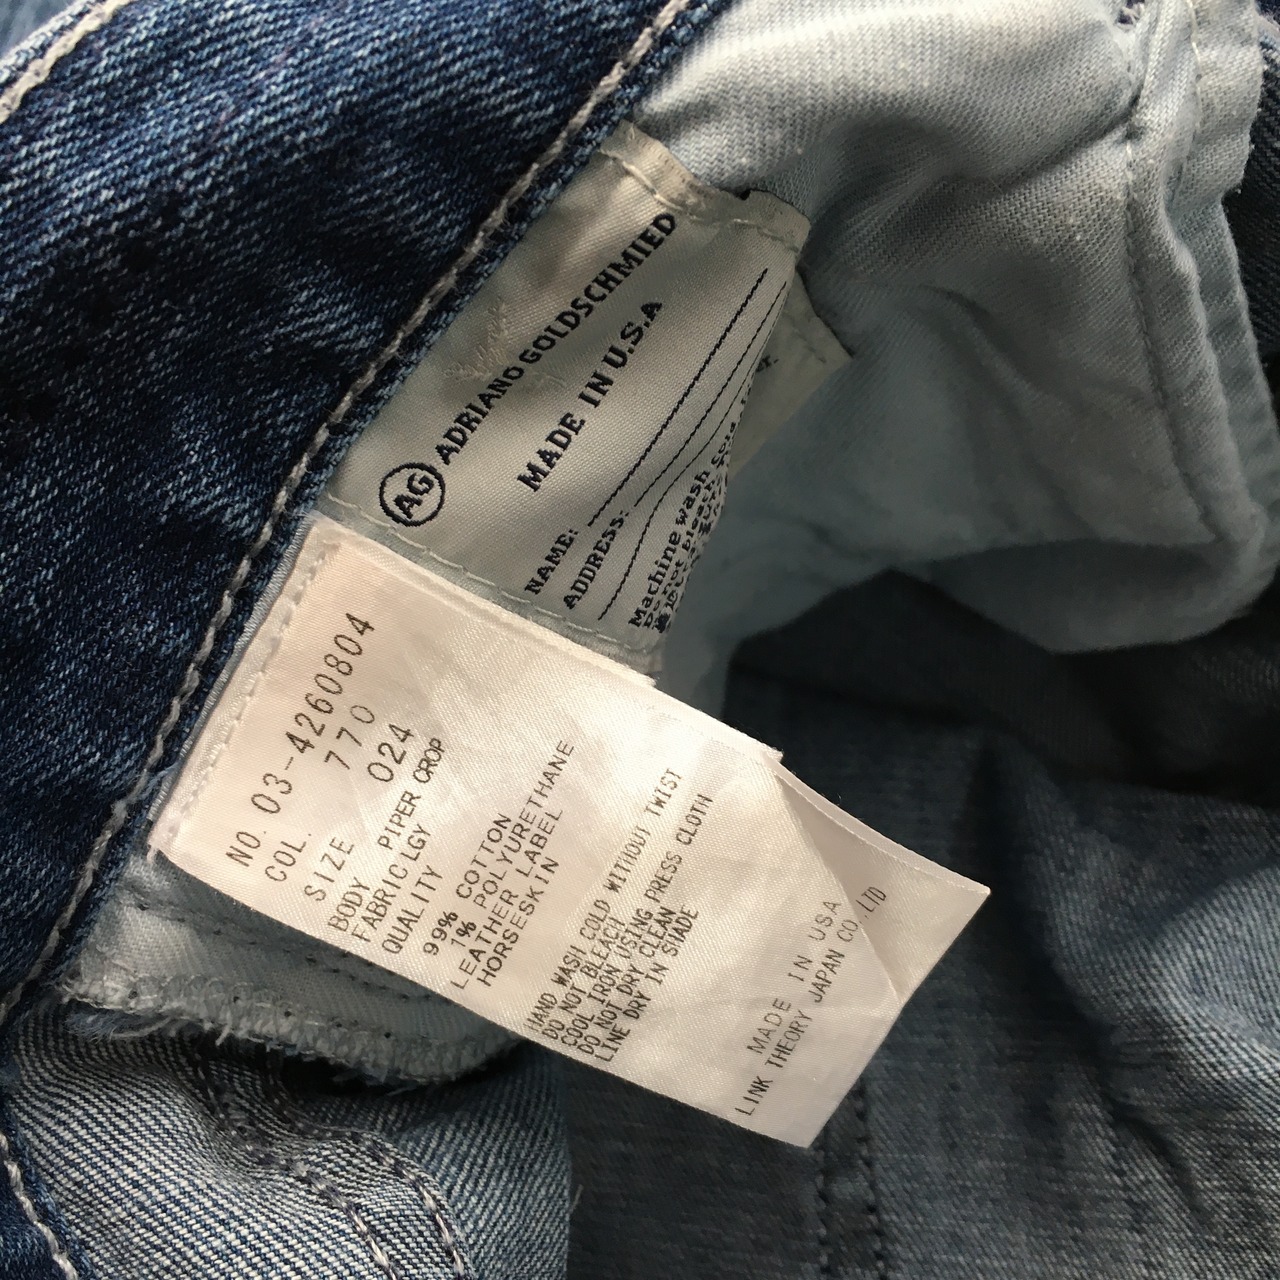 AG ADRIANO GOLDSCHMIED
MADE IN U.S.A
NAME:
ADDRESS:
Machine wash cold
Do not bleach
NO. 03-4260804
COL. 770
SIZE 024
BODY PIPER CROP
FABRIC LGY
QUALITY
99% COTTON
1% POLYURETHANE
LEATHER LABEL
HORSESKIN
HAND WASH COLD WITHOUT TWIST
DO NOT BLEACH
COOL IRON USING PRESS CLOTH
DO NOT DRY CLEAN
LINE DRY IN SHADE
MADE IN USA
LINK THEORY JAPAN CO.,LTD